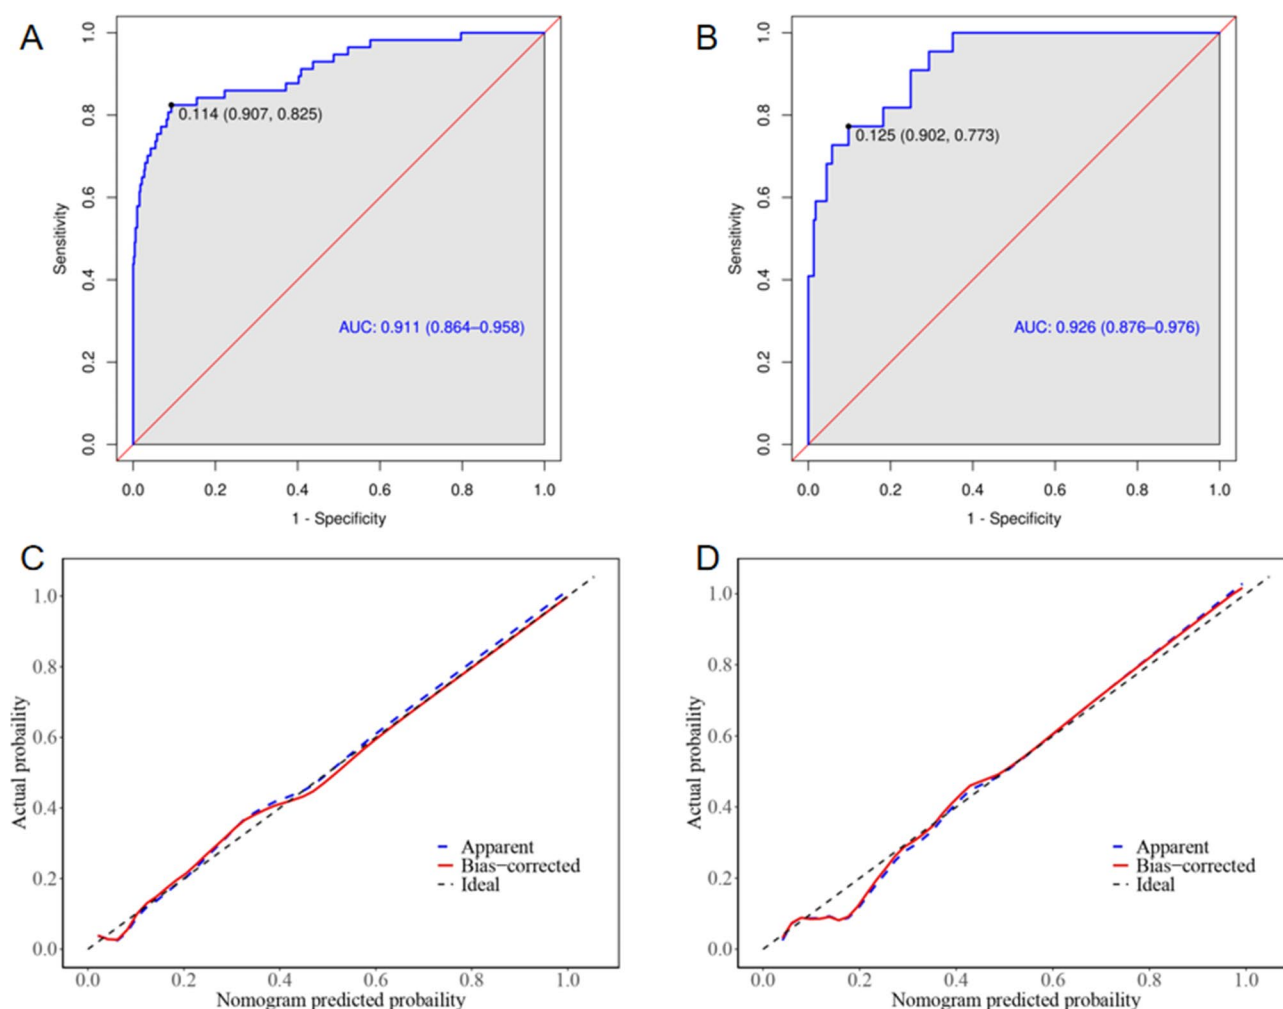 A
1.0
0.8
0.6
0.4
0.2
0.0
Sensitivity
0.114 (0.907, 0.825)
AUC: 0.911 (0.864–0.958)
0.0 0.2 0.4 0.6 0.8 1.0
1 - Specificity
B
1.0
0.8
0.6
0.4
0.2
0.0
Sensitivity
0.125 (0.902, 0.773)
AUC: 0.926 (0.876–0.976)
0.0 0.2 0.4 0.6 0.8 1.0
1 - Specificity
C
1.0
0.8
0.6
0.4
0.2
0.0
Actual probaility
Apparent
Bias−corrected
Ideal
0.0 0.2 0.4 0.6 0.8 1.0
Nomogram predicted probaility
D
1.0
0.8
0.6
0.4
0.2
0.0
Actual probaility
Apparent
Bias−corrected
Ideal
0.0 0.2 0.4 0.6 0.8 1.0
Nomogram predicted probaility